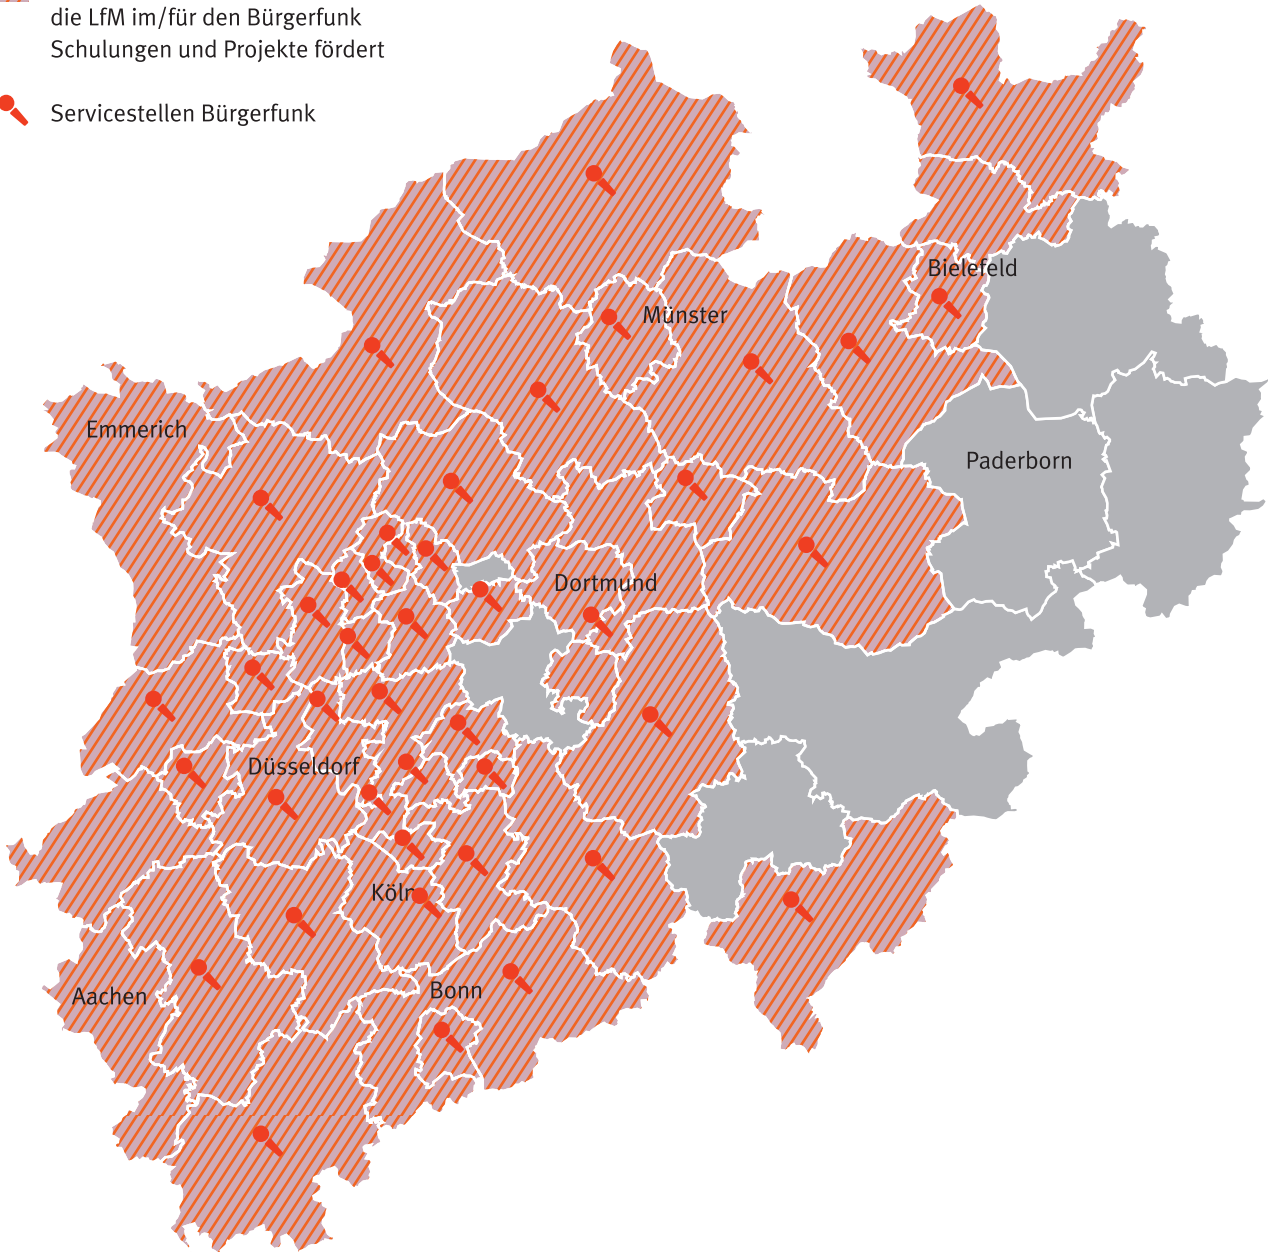 die LfM im/für den Bürgerfunk
Schulungen und Projekte fördert
Servicestellen Bürgerfunk
Bielefeld
Münster
Emmerich
Paderborn
Dortmund
Düsseldorf
Köln
Aachen
Bonn